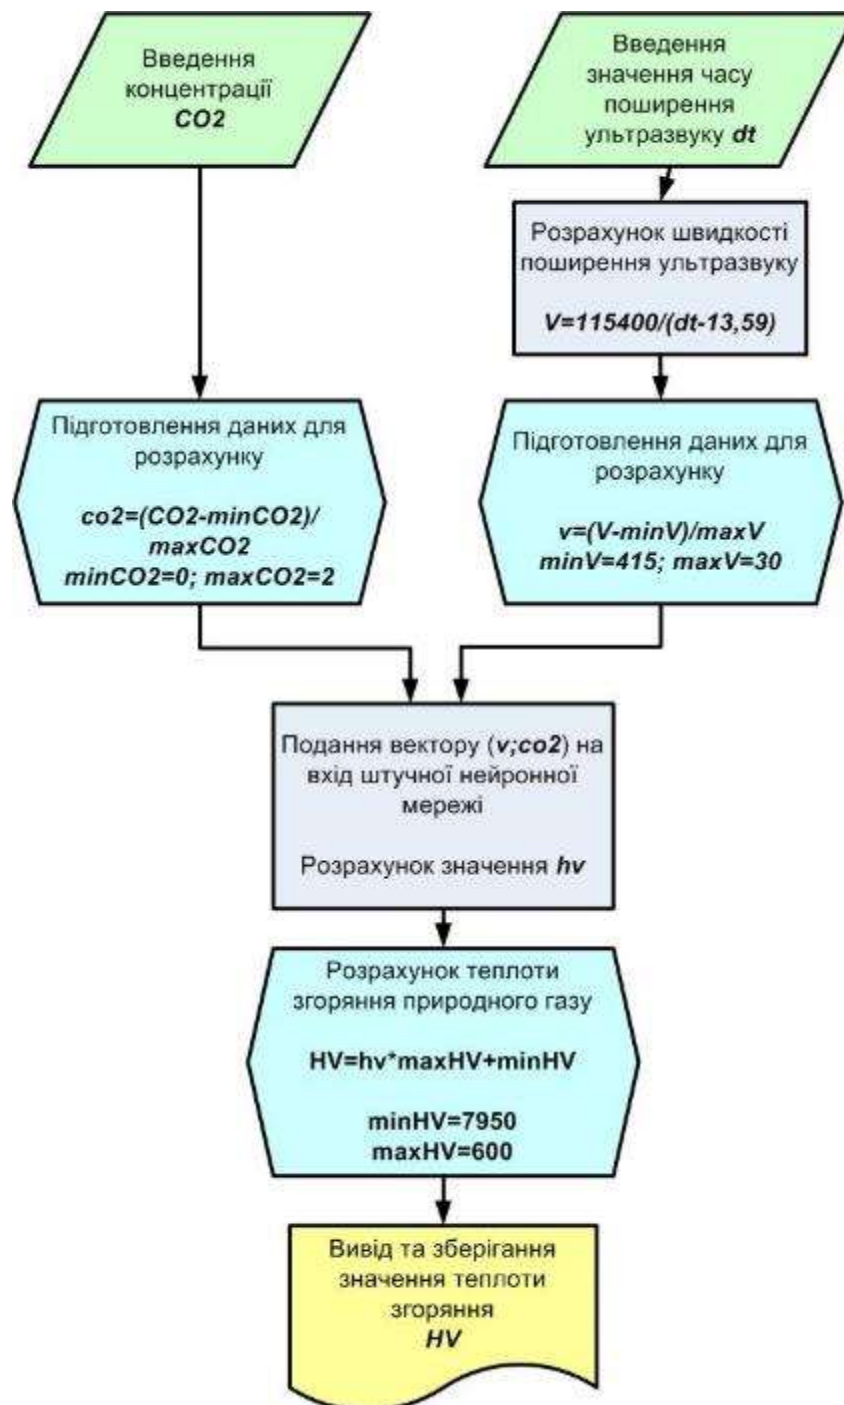 Введення
концентрації
CO2
Введення
значення часу
поширення
ультразвуку dt
Розрахунок швидкості
поширення ультразвуку
V=115400/(dt-13,59)
Підготовлення даних для
розрахунку
co2=(CO2-minCO2)/
maxCO2
minCO2=0; maxCO2=2
Підготовлення даних для
розрахунку
v=(V-minV)/maxV
minV=415; maxV=30
Подання вектору (v;co2) на
вхід штучної нейронної
мережі
Розрахунок значення hv
Розрахунок теплоти
згоряння природного газу
HV=hv*maxHV+minHV
minHV=7950
maxHV=600
Вивід та зберігання
значення теплоти
згоряння
HV